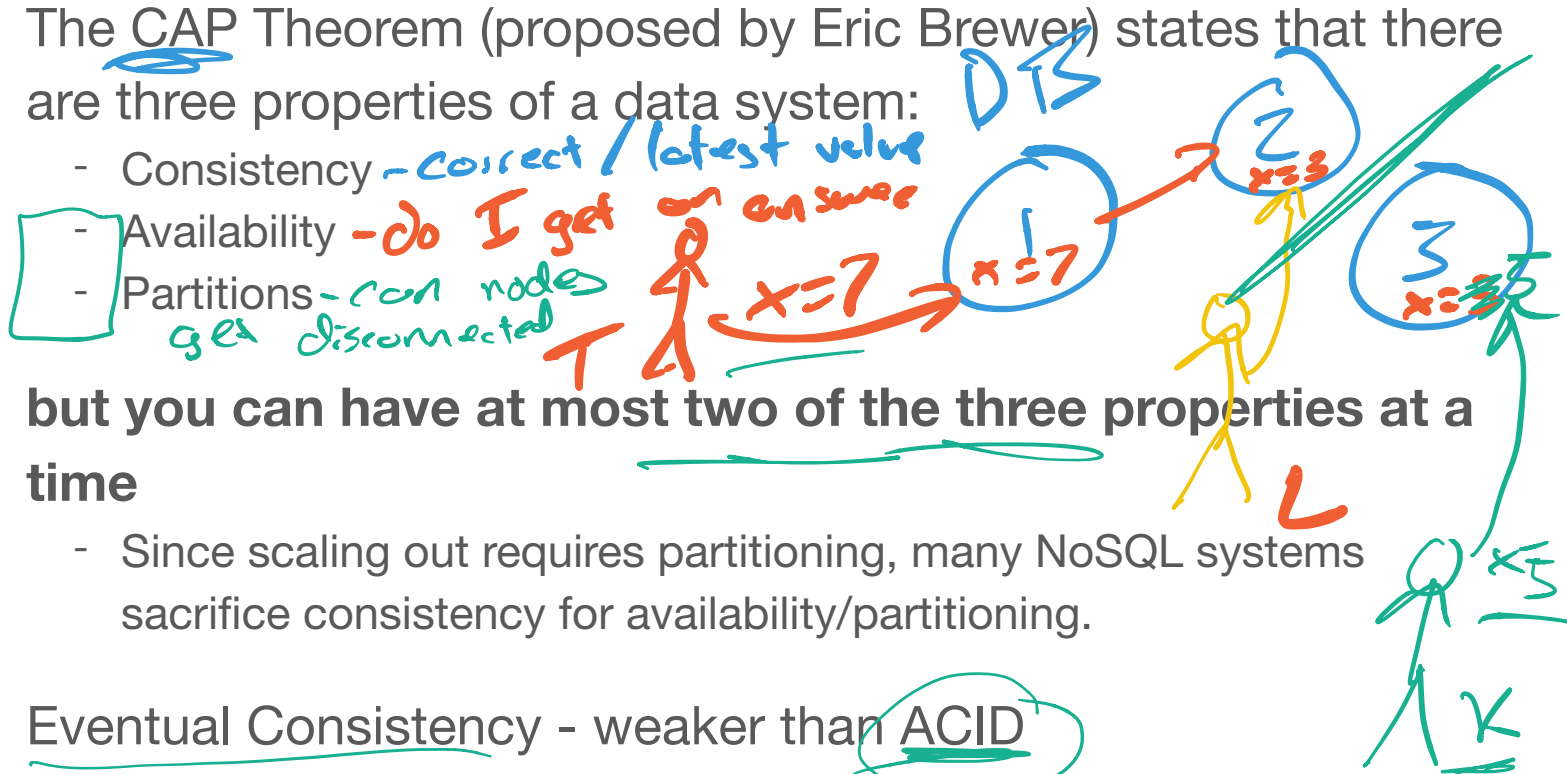 The CAP Theorem (proposed by Eric Brewer) states that there
are three properties of a data system:
DB
- Consistency - correct / latest value
- Availability - do I get an answer
- Partitions - can nodes
get disconnected
1
x=7
2
x=3
3
x=
5
x=7
T
but you can have at most two of the three properties at a
time
L
- Since scaling out requires partitioning, many NoSQL systems
sacrifice consistency for availability/partitioning.
x=5
K
Eventual Consistency - weaker than ACID